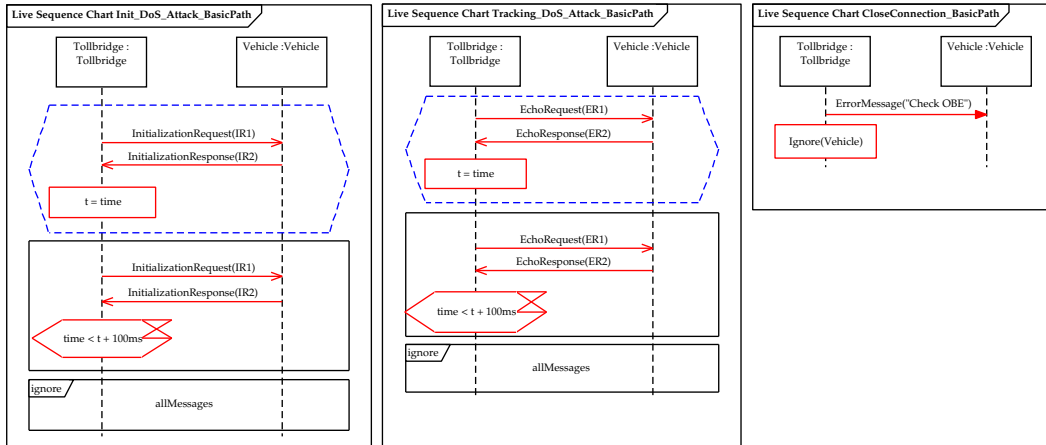 Live Sequence Chart Init_DoS_Attack_BasicPath
Tollbridge :
Tollbridge
Vehicle :Vehicle
InitializationRequest(IR1)
InitializationResponse(IR2)
t = time
InitializationRequest(IR1)
InitializationResponse(IR2)
time < t + 100ms
ignore
allMessages
Live Sequence Chart Tracking_DoS_Attack_BasicPath
Tollbridge :
Tollbridge
Vehicle :Vehicle
EchoRequest(ER1)
EchoResponse(ER2)
t = time
EchoRequest(ER1)
EchoResponse(ER2)
time < t + 100ms
ignore
allMessages
Live Sequence Chart CloseConnection_BasicPath
Tollbridge :
Tollbridge
Vehicle :Vehicle
ErrorMessage("Check OBE")
Ignore(Vehicle)